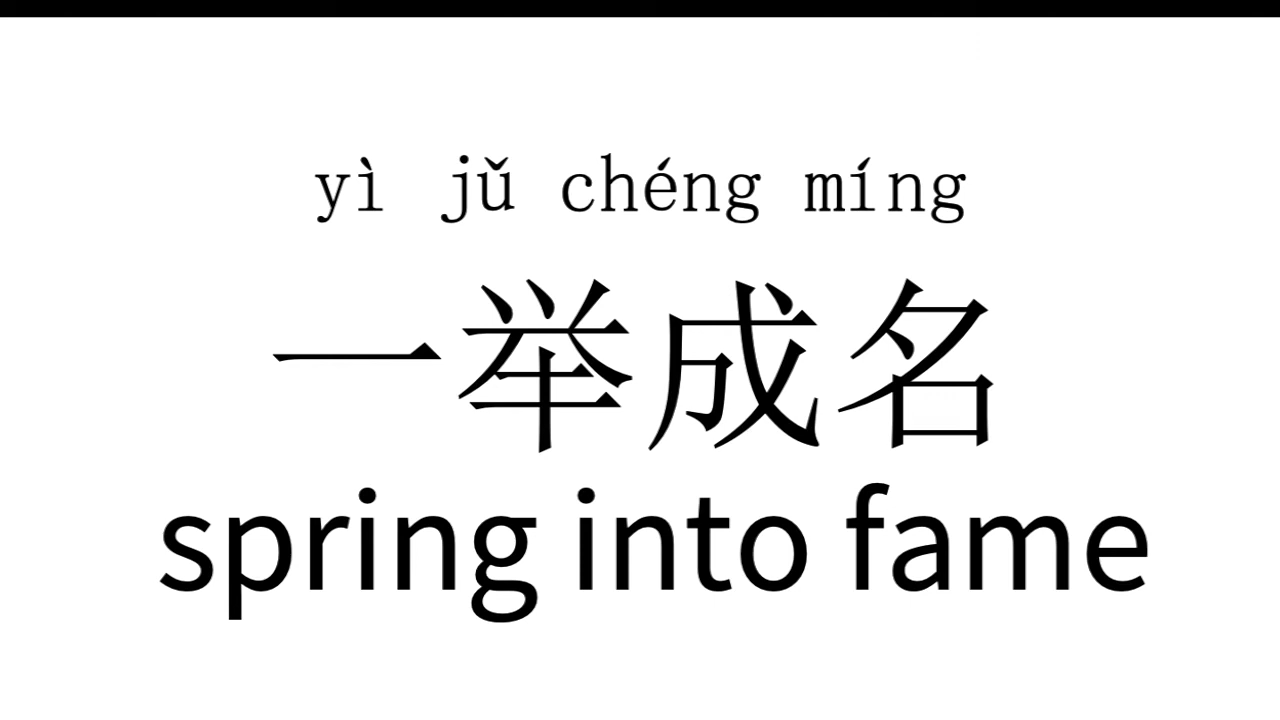 yì jǔ chéng míng
一举成名
spring into fame